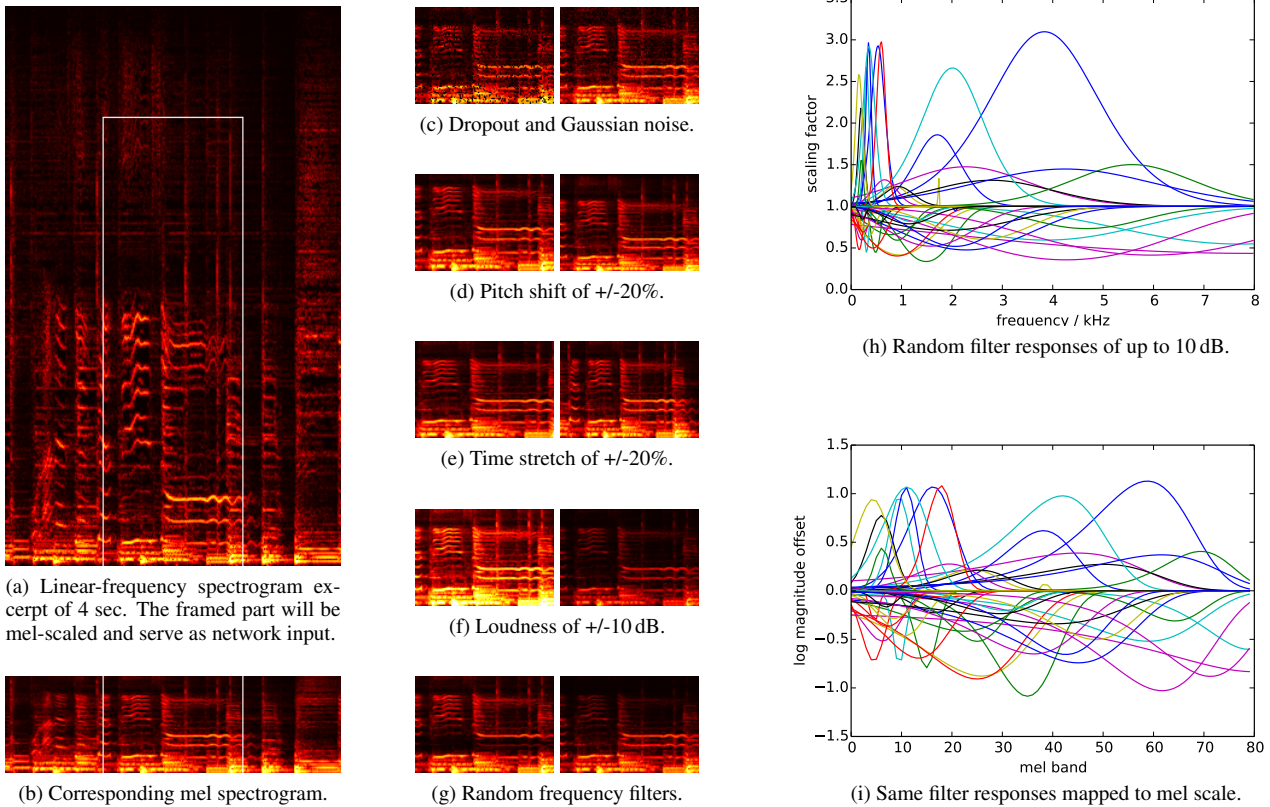 (a) Linear-frequency spectrogram ex-
cerpt of 4 sec. The framed part will be
mel-scaled and serve as network input.
(b) Corresponding mel spectrogram.
(c) Dropout and Gaussian noise.
(d) Pitch shift of +/-20%.
(e) Time stretch of +/-20%.
(f) Loudness of +/-10 dB.
(g) Random frequency filters.
3.0
2.5
2.0
1.5
1.0
0.5
0.0
scaling factor
0 1 2 3 4 5 6 7 8
frequency / kHz
(h) Random filter responses of up to 10 dB.
1.5
1.0
0.5
0.0
−0.5
−1.0
−1.5
log magnitude offset
0 10 20 30 40 50 60 70 80
mel band
(i) Same filter responses mapped to mel scale.